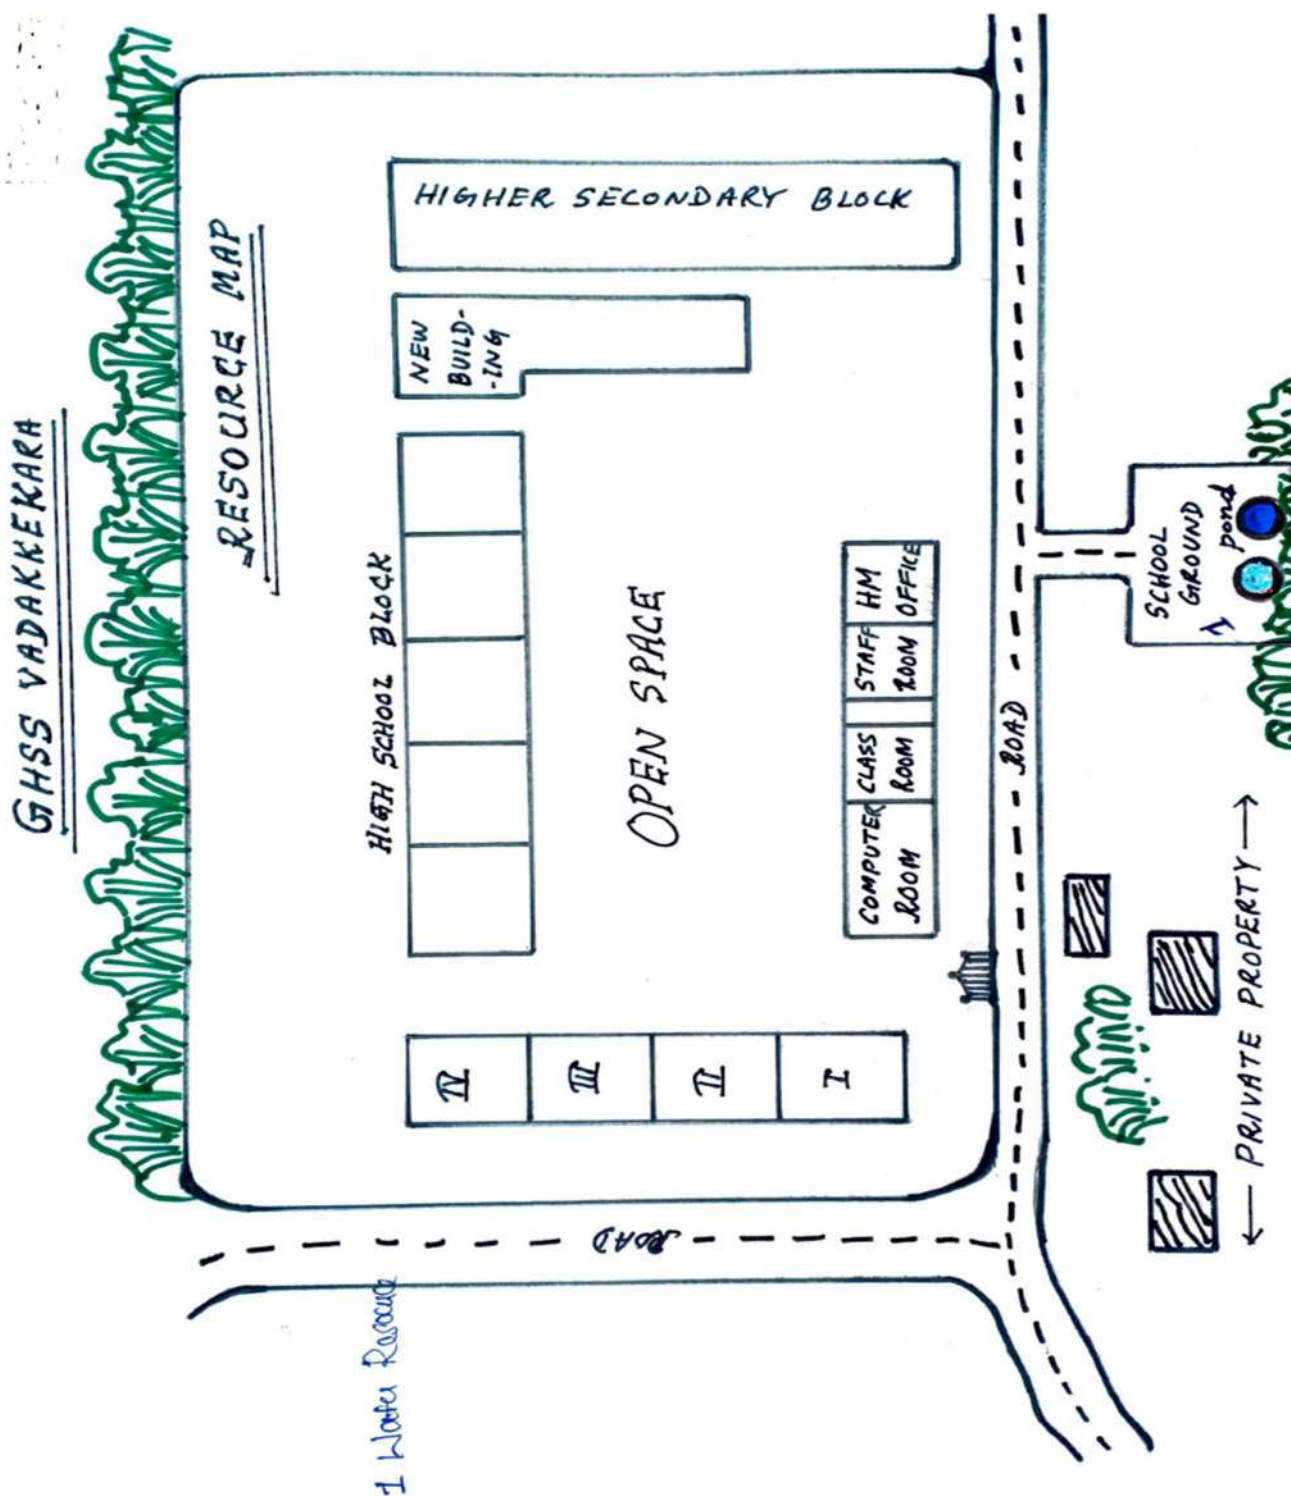 GHSS VADAKKEKARA
RESOURCE MAP
HIGHER SECONDARY BLOCK
NEW
BUILD-
-ING
HIGH SCHOOL BLOCK
OPEN SPACE
IV
III
II
I
COMPUTER
ROOM
CLASS
ROOM
STAFF
ROOM
HM
OFFICE
ROAD
ROAD
SCHOOL
GROUND
pond
PRIVATE PROPERTY
1 Water